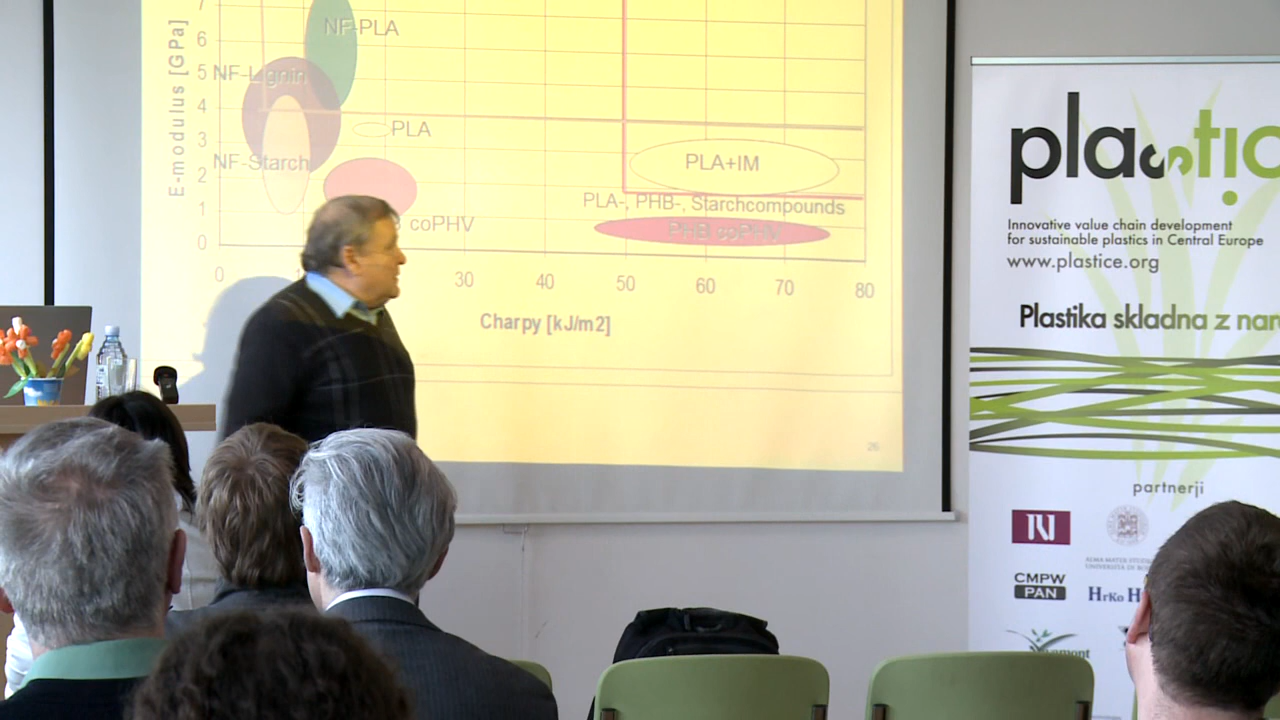 7
NF-PLA
6
5
NF-Lignin
4
PLA
3
NF-Starch
2
PLA+IM
PLA-, PHB-, Starchcompounds
1
coPHV
PHB coPHV
0
E-modulus [GPa]
0
30
40
50
60
70
80
Charpy [kJ/m2]
26
plastic
Innovative value chain development
for sustainable plastics in Central Europe
www.plastice.org
Plastika skladna z nar
partnerji
CMPW
PAN
HrKo H